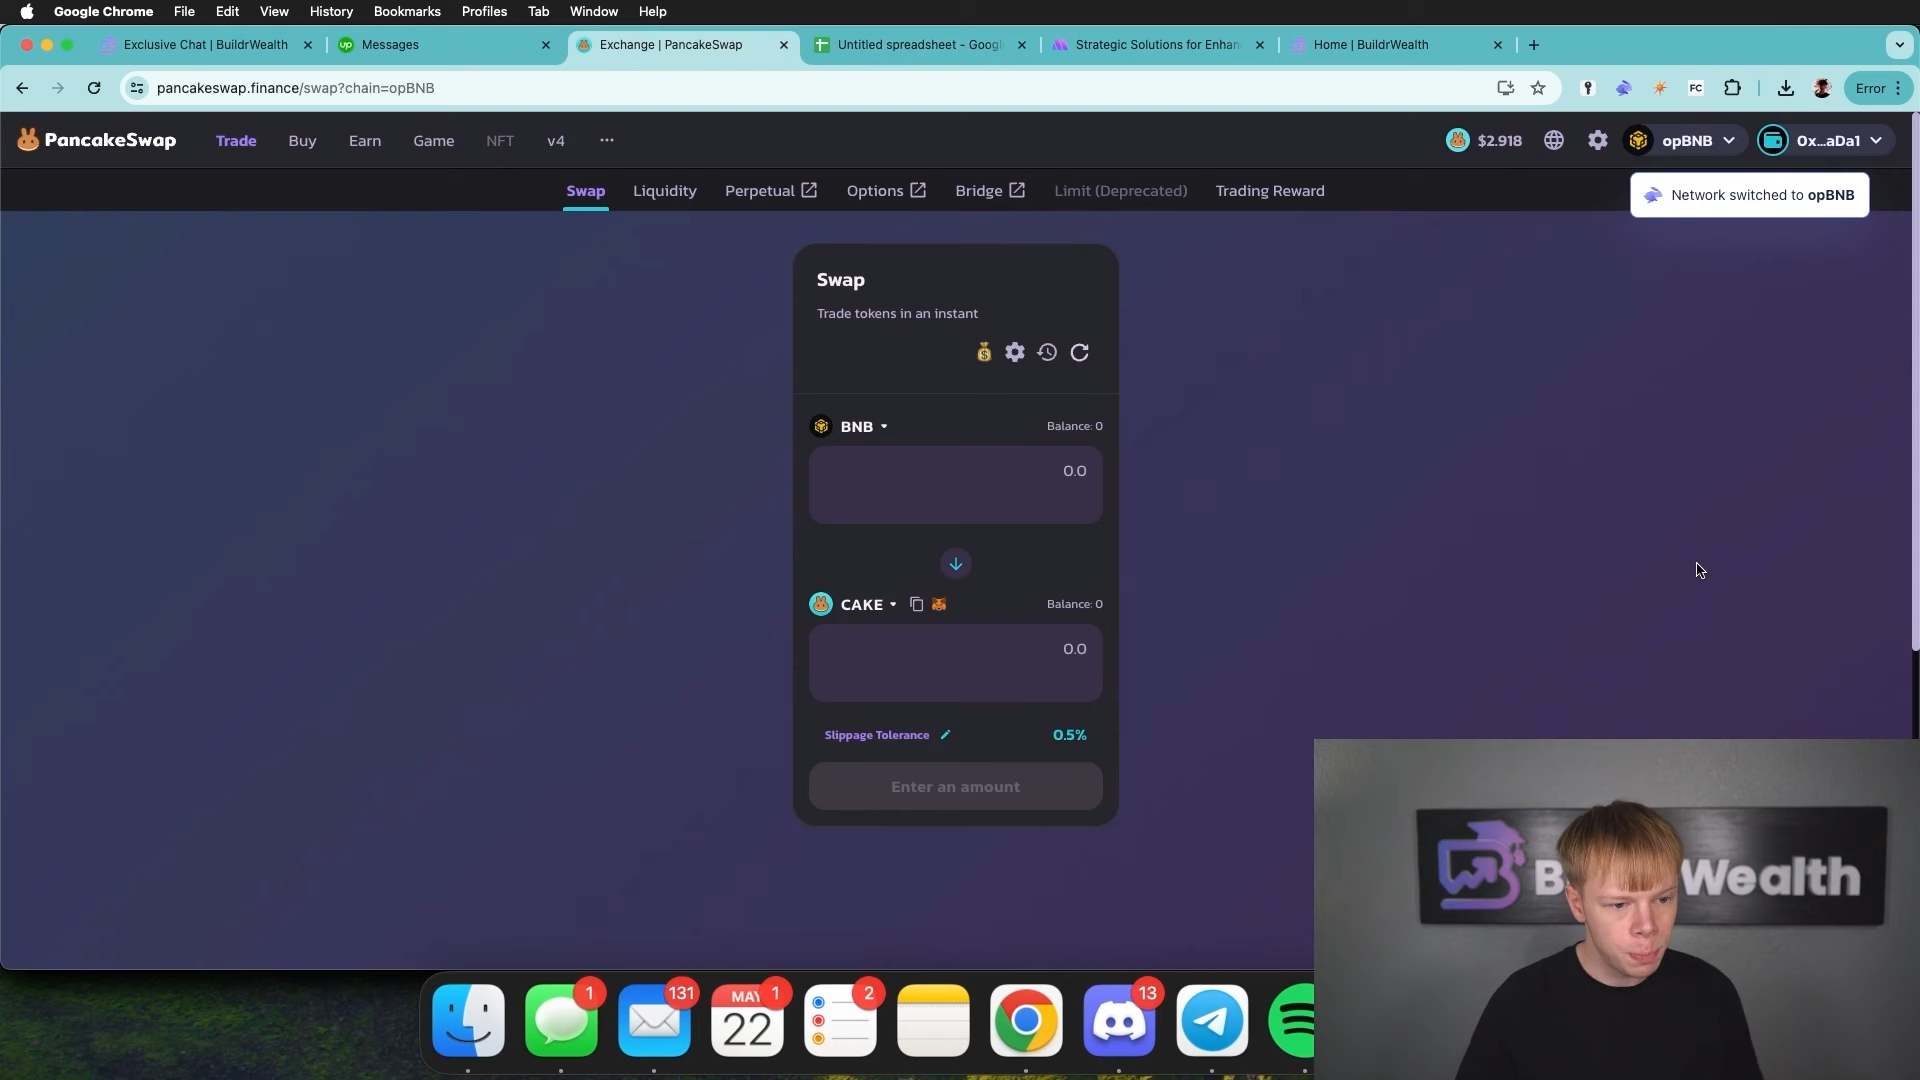 Google Chrome File Edit View History Bookmarks Profiles Tab Window Help
Exclusive Chat | BuildrWealth
up Messages
Exchange | PancakeSwap
Untitled spreadsheet - Googl
Strategic Solutions for Enhan
Home | BuildrWealth
pancakeswap.finance/swap?chain=opBNB
FC
Error
PancakeSwap
Trade Buy Earn Game NFT v4 ...
$2.918
opBNB
0x...aDa1
Swap Liquidity Perpetual Options Bridge Limit (Deprecated) Trading Reward
Network switched to opBNB
Swap
Trade tokens in an instant
BNB
Balance: 0
0.0
CAKE
Balance: 0
0.0
Slippage Tolerance
0.5%
Enter an amount
1
131
MAY
1
22
2
13
B Wealth